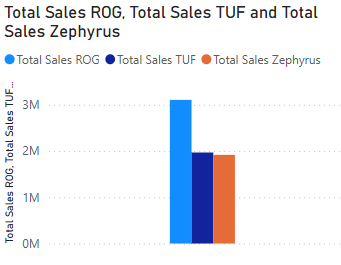 Total Sales ROG, Total Sales TUF and Total
Sales Zephyrus
Total Sales ROG Total Sales TUF Total Sales Zephyrus
Total Sales ROG, Total Sales TUF...
3M
2M
1M
0M